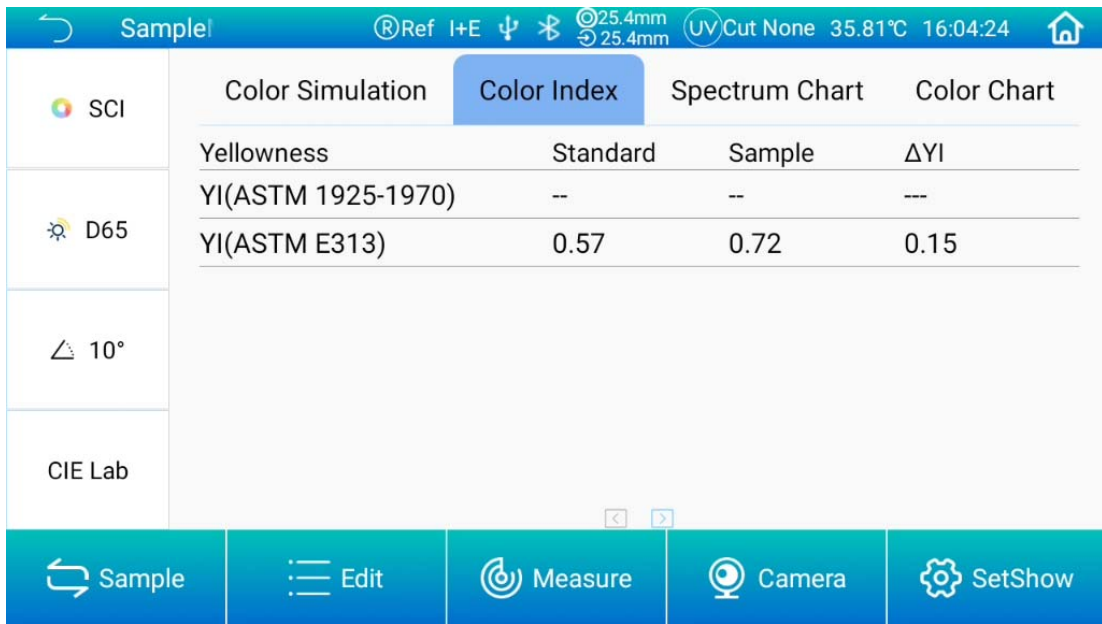 Sample
®Ref I+E 25.4mm 25.4mm UV Cut None 35.81℃ 16:04:24
SCI
D65
10°
CIE Lab
Color Simulation Color Index Spectrum Chart Color Chart
Yellowness Standard Sample ΔYI
YI(ASTM 1925-1970) -- -- ---
YI(ASTM E313) 0.57 0.72 0.15
< >
Sample Edit Measure Camera SetShow